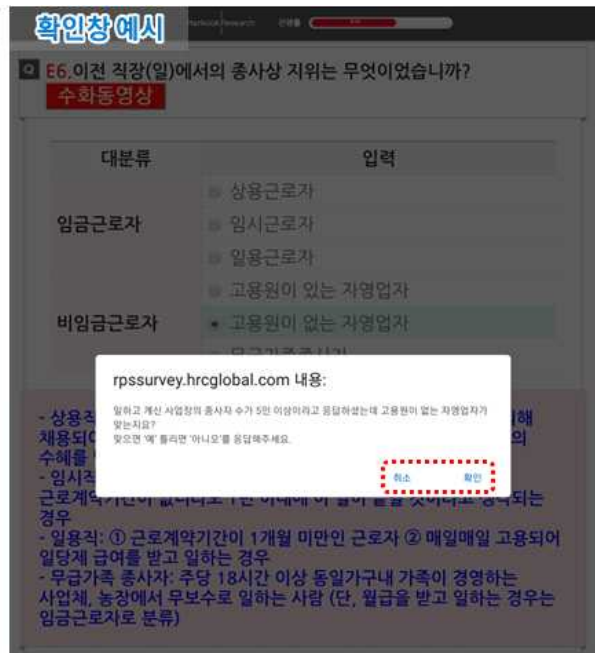 확인창 예시
Q E6.이전 직장(일)에서의 종사상 지위는 무엇이었습니까?
수화동영상
대분류 입력
상용근로자
임금근로자 임시근로자
일용근로자
고용원이 있는 자영업자
비임금근로자 고용원이 없는 자영업자
rpssurvey.hrcglobal.com 내용:
일하고 계신 사업장의 종사자 수가 5인 이상이라고 응답하셨는데 고용원이 없는 자영업자가
맞는지요?
맞으면 '예' 틀리면 '아니오'를 응답해주세요.
취소 확인
- 상용직
채용되
수혜를
- 임시직
경우
- 일용직: ① 근로계약기간이 1개월 미만인 근로자 ② 매일매일 고용되어
일당제 급여를 받고 일하는 경우
- 무급가족 종사자: 주당 18시간 이상 동일가구내 가족이 경영하는
사업체, 농장에서 무보수로 일하는 사람 (단, 월급을 받고 일하는 경우는
임금근로자로 분류)